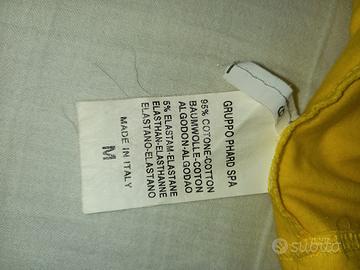 GRUPPO PHARD SPA
95% COTONE-COTTON
BAUMWOLLE-COTON
ALGODON-ALGODAO
5% ELASTAM-ELASTANE
ELASTHAN-ELASTHANNE
ELASTANO-ELASTANO
MADE IN ITALY
M
subito